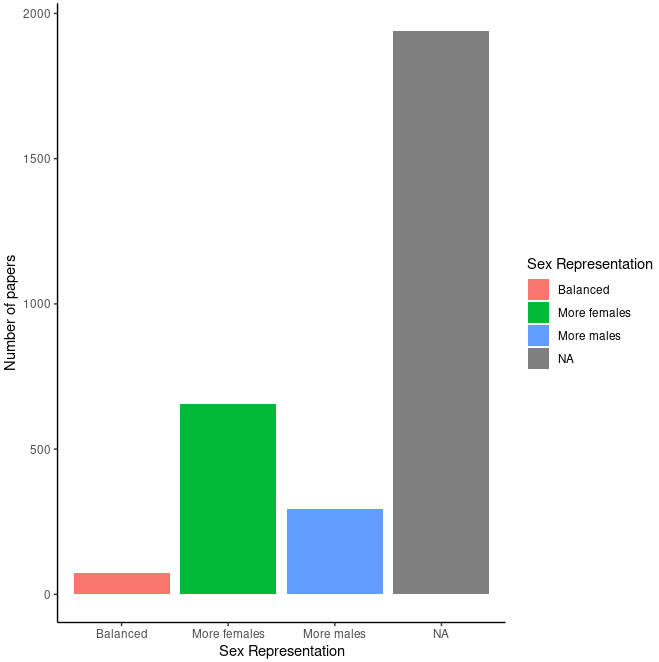 2000
1500
1000
500
0
Number of papers
Balanced
More females
More males
NA
Sex Representation
Sex Representation
Balanced
More females
More males
NA